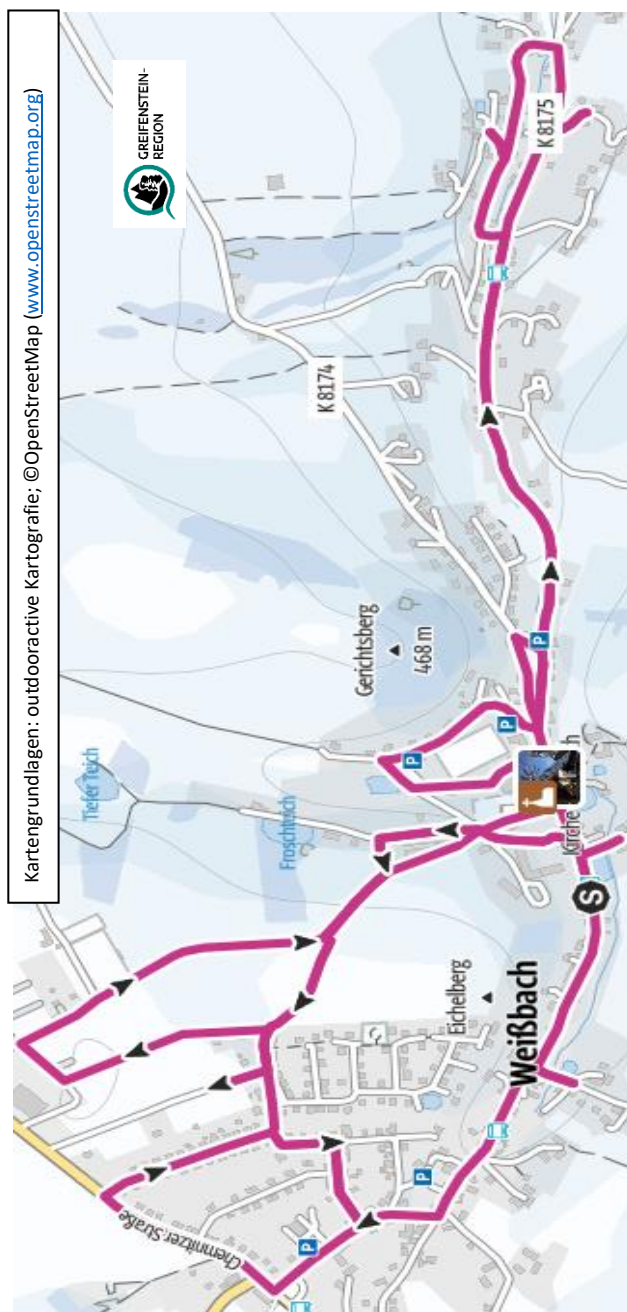 Kartengrundlagen: outdooractive Kartografie; ©OpenStreetMap (www.openstreetmap.org)
GREIFENSTEIN-
REGION
Tiefer Teich
Froschteich
Gerichtsberg
468 m
K 8174
K 8175
P
P
P
Kirche
S
Eichelberg
Weißbach
P
P
Chemnitzer Straße